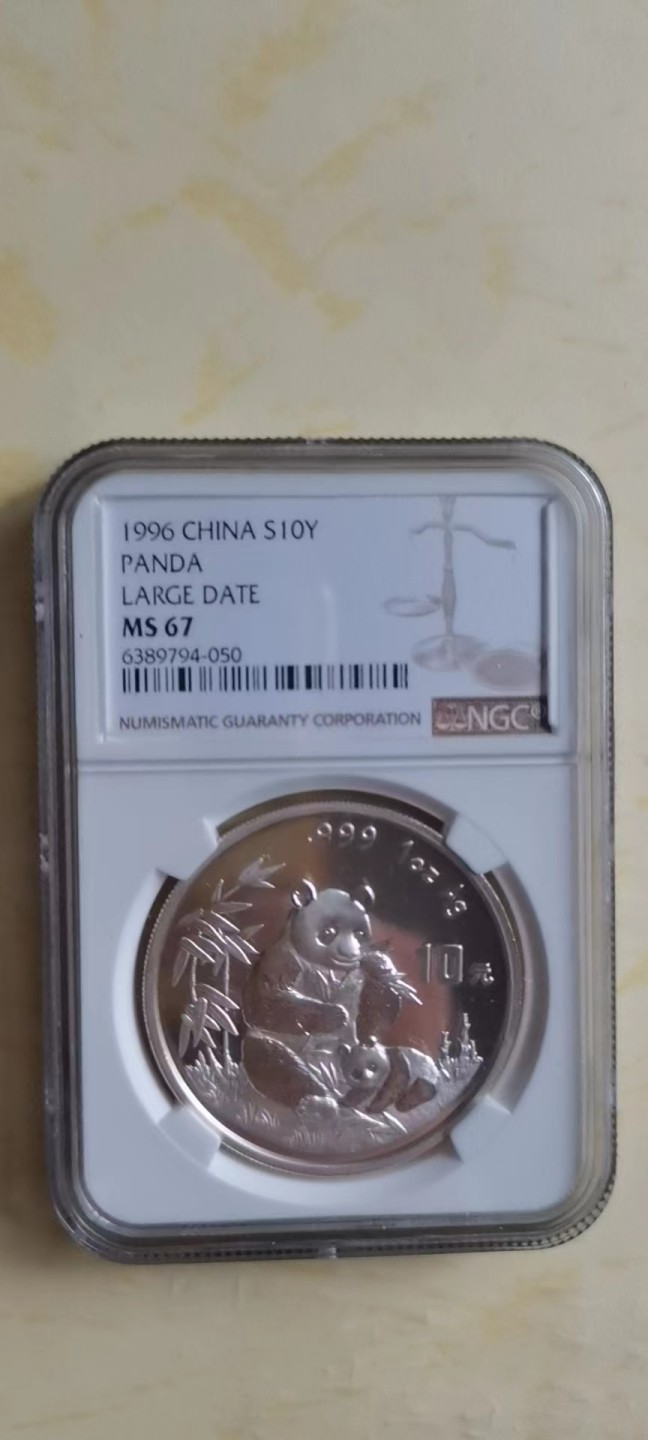 1996 CHINA S10Y
PANDA
LARGE DATE
MS 67
6389794-050
NUMISMATIC GUARANTY CORPORATION NGC®
.999 1oz Ag
10元